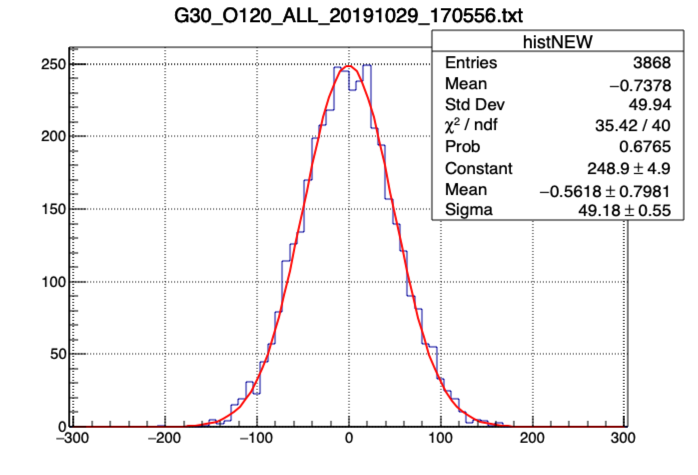 G30_O120_ALL_20191029_170556.txt
histNEW
Entries 3868
Mean −0.7378
Std Dev 49.94
χ² / ndf 35.42 / 40
Prob 0.6765
Constant 248.9 ± 4.9
Mean −0.5618 ± 0.7981
Sigma 49.18 ± 0.55
250
200
150
100
50
0
−300 −200 −100 0 100 200 300